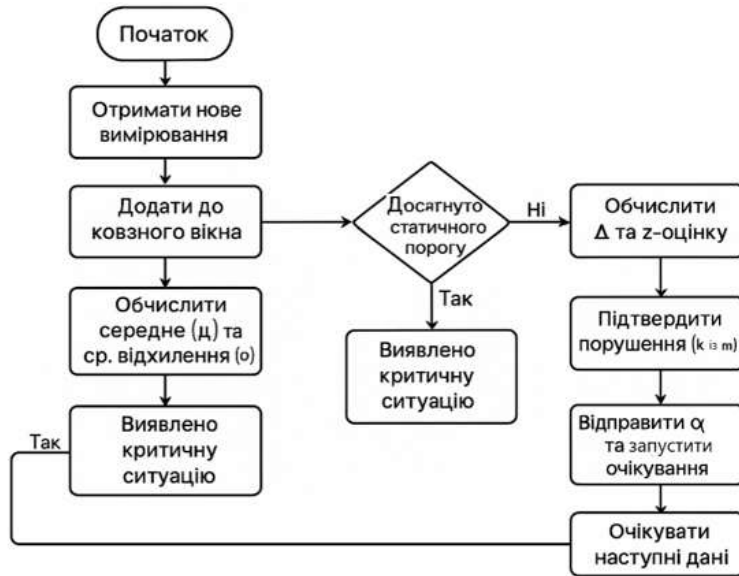 Початок
Отримати нове
вимірювання
Додати до
ковзного вікна
Обчислити
середне (μ) та
ср. відхилення (o)
Виявлено
критичну
ситуацію
Так
Досягнуто
статичного
порогу
Ні
Так
Виявлено
критичну
ситуацію
Обчислити
Δ та z-оцінку
Підтвердити
порушення (k із m)
Відправити α
та запустити
очікування
Очікувати
наступні дані